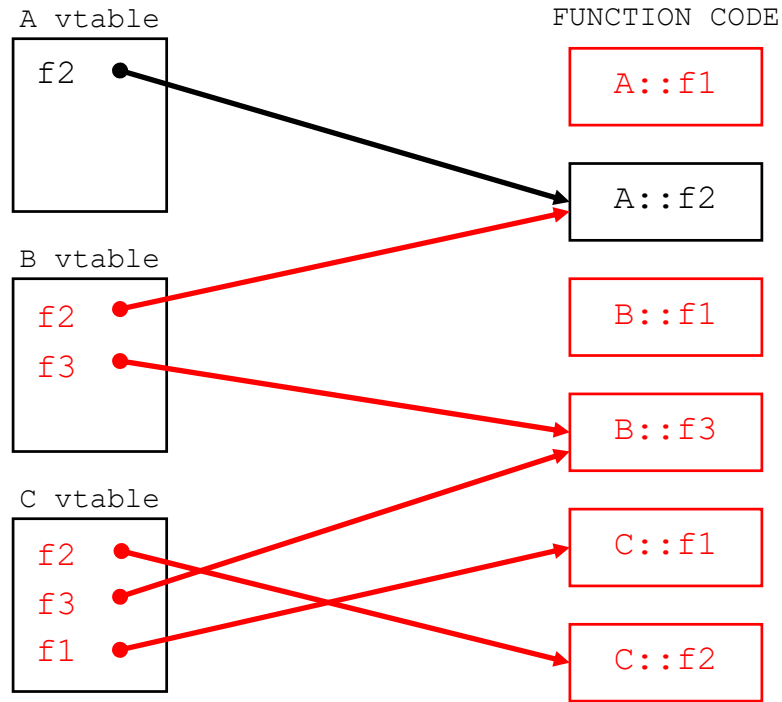 A vtable
f2
B vtable
f2
f3
C vtable
f2
f3
f1
FUNCTION CODE
A::f1
A::f2
B::f1
B::f3
C::f1
C::f2